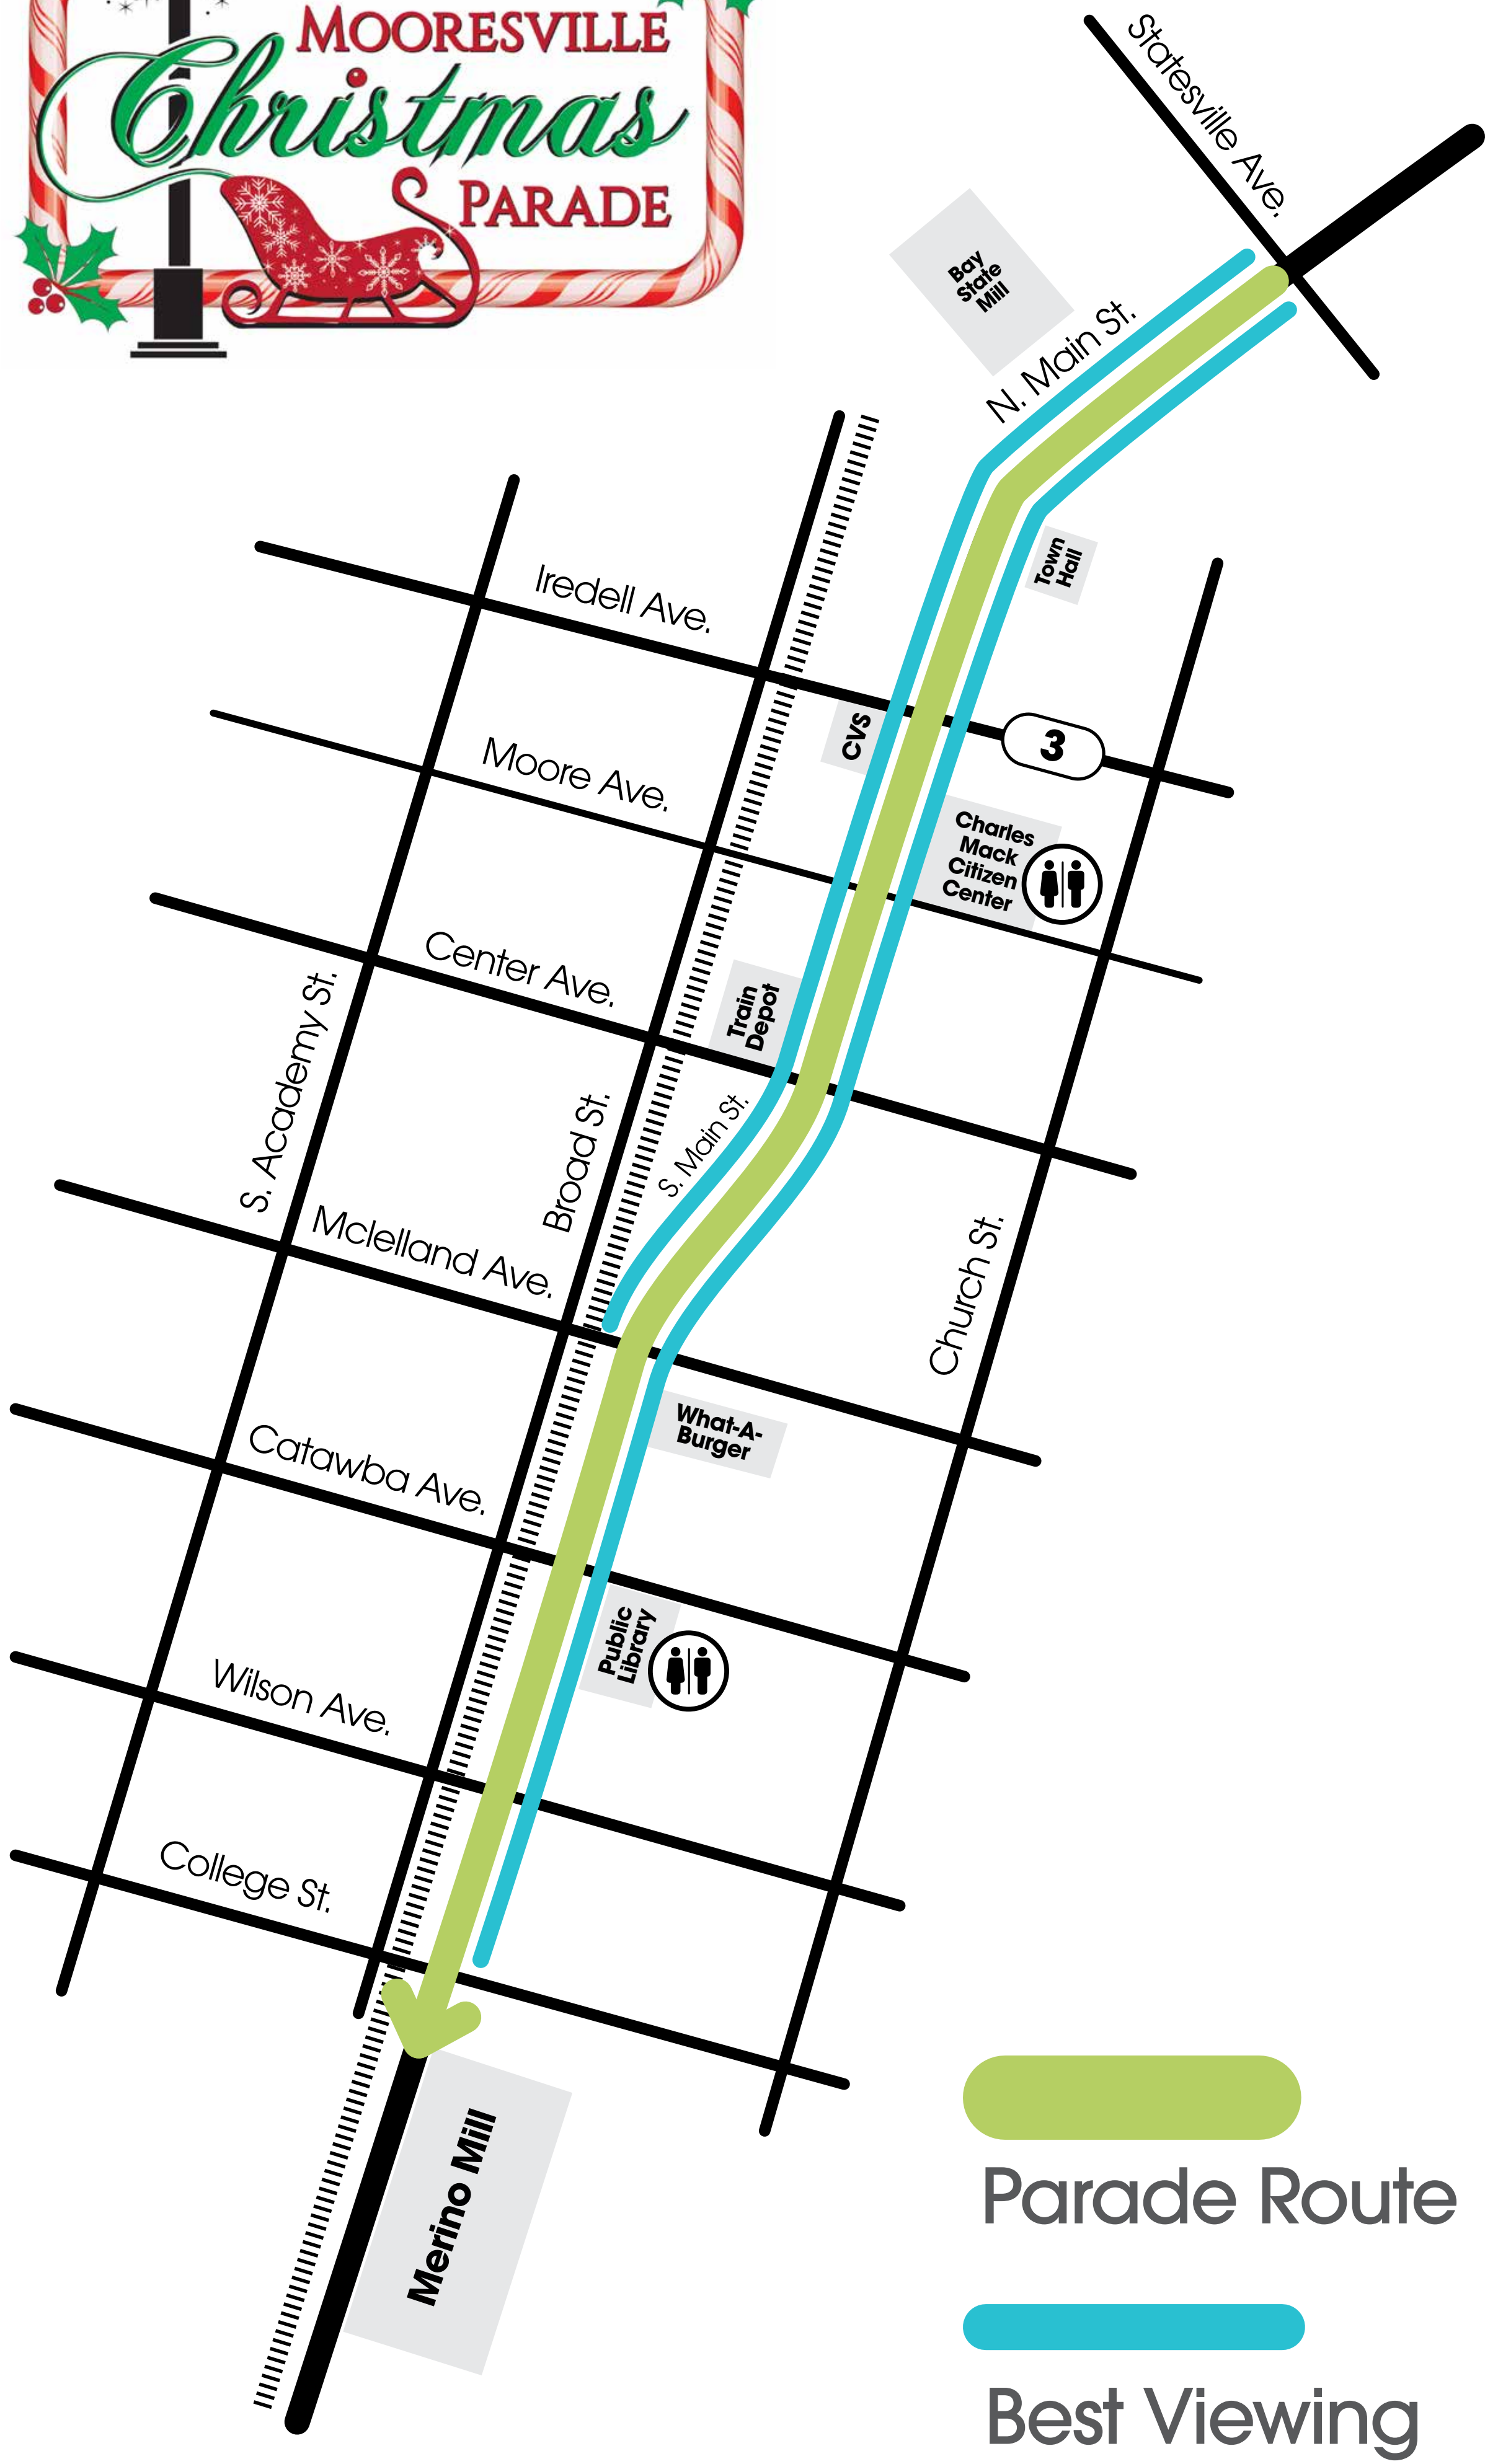 MOORESVILLE
Christmas
PARADE
Statesville Ave.
Bay
State
Mill
N. Main St.
Town
Hall
Iredell Ave.
3
CVS
Moore Ave.
Charles
Mack
Citizen
Center
Center Ave.
Train
Depot
S. Academy St.
Broad St.
S. Main St.
Mclelland Ave.
Church St.
What-A-
Burger
Catawba Ave.
Public
Library
Wilson Ave.
College St.
Merino Mill
Parade Route
Best Viewing